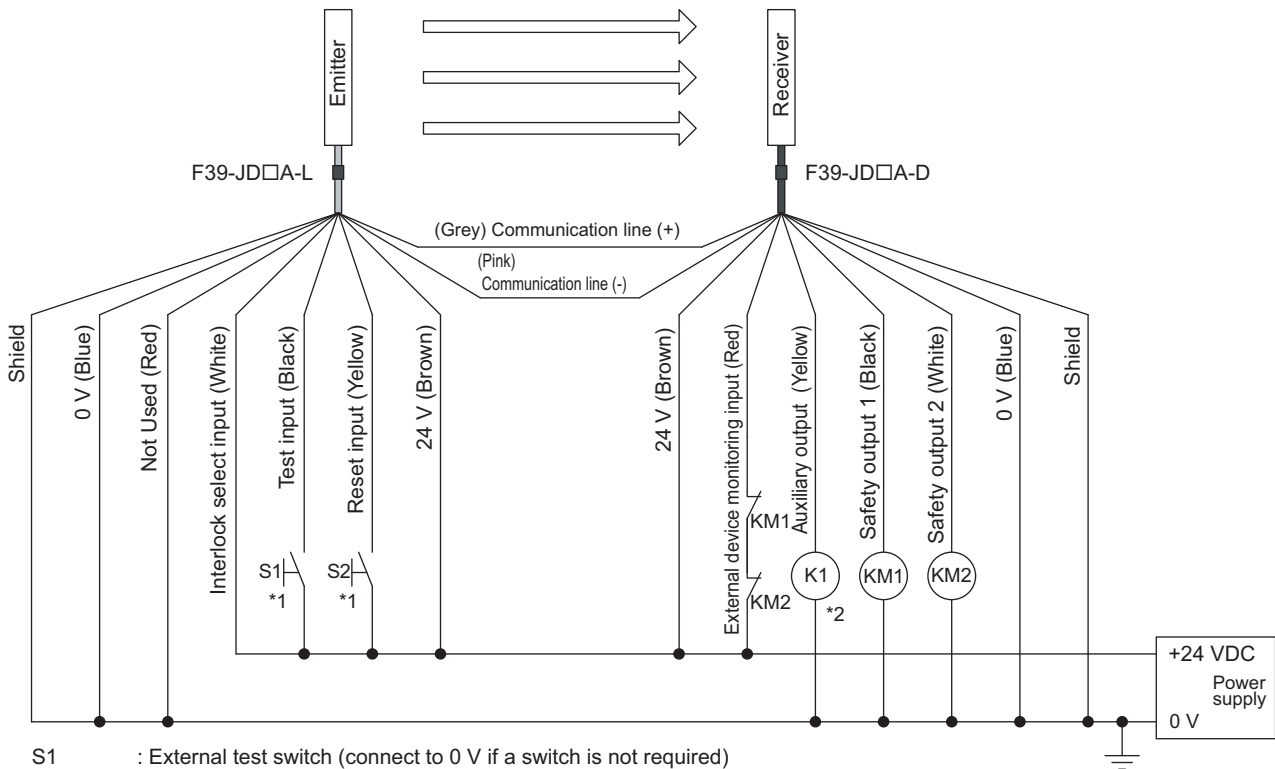 Emitter
Receiver
F39-JD□A-L
F39-JD□A-D
(Grey) Communication line (+)
(Pink)
Communication line (-)
Shield
0 V (Blue)
Not Used (Red)
Interlock select input (White)
Test input (Black)
Reset input (Yellow)
24 V (Brown)
24 V (Brown)
External device monitoring input (Red)
Auxiliary output (Yellow)
Safety output 1 (Black)
Safety output 2 (White)
0 V (Blue)
Shield
S1
*1
S2
*1
KM1
KM2
K1
*2
KM1
KM2
+24 VDC
Power
supply
0 V
S1 : External test switch (connect to 0 V if a switch is not required)